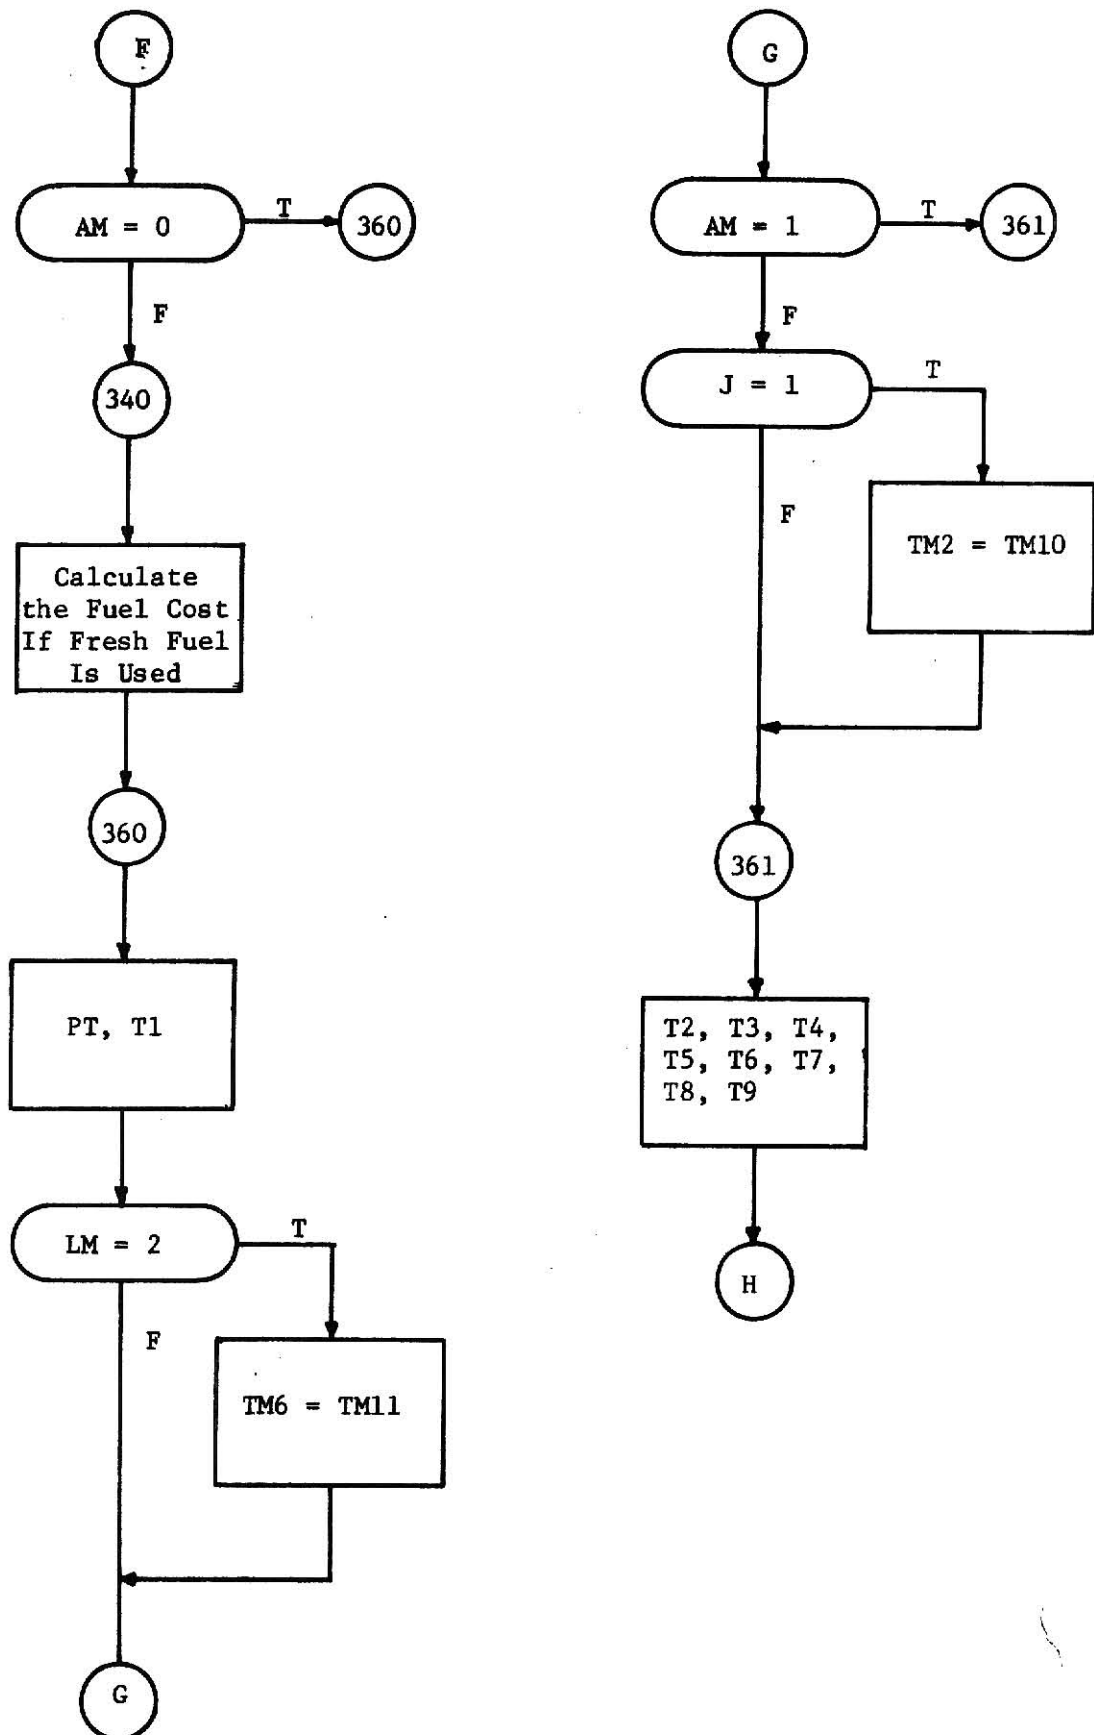 F
AM = 0
T
360
F
340
Calculate
the Fuel Cost
If Fresh Fuel
Is Used
360
PT, T1
LM = 2
T
F
TM6 = TM11
G
G
AM = 1
T
361
F
J = 1
T
F
TM2 = TM10
361
T2, T3, T4,
T5, T6, T7,
T8, T9
H